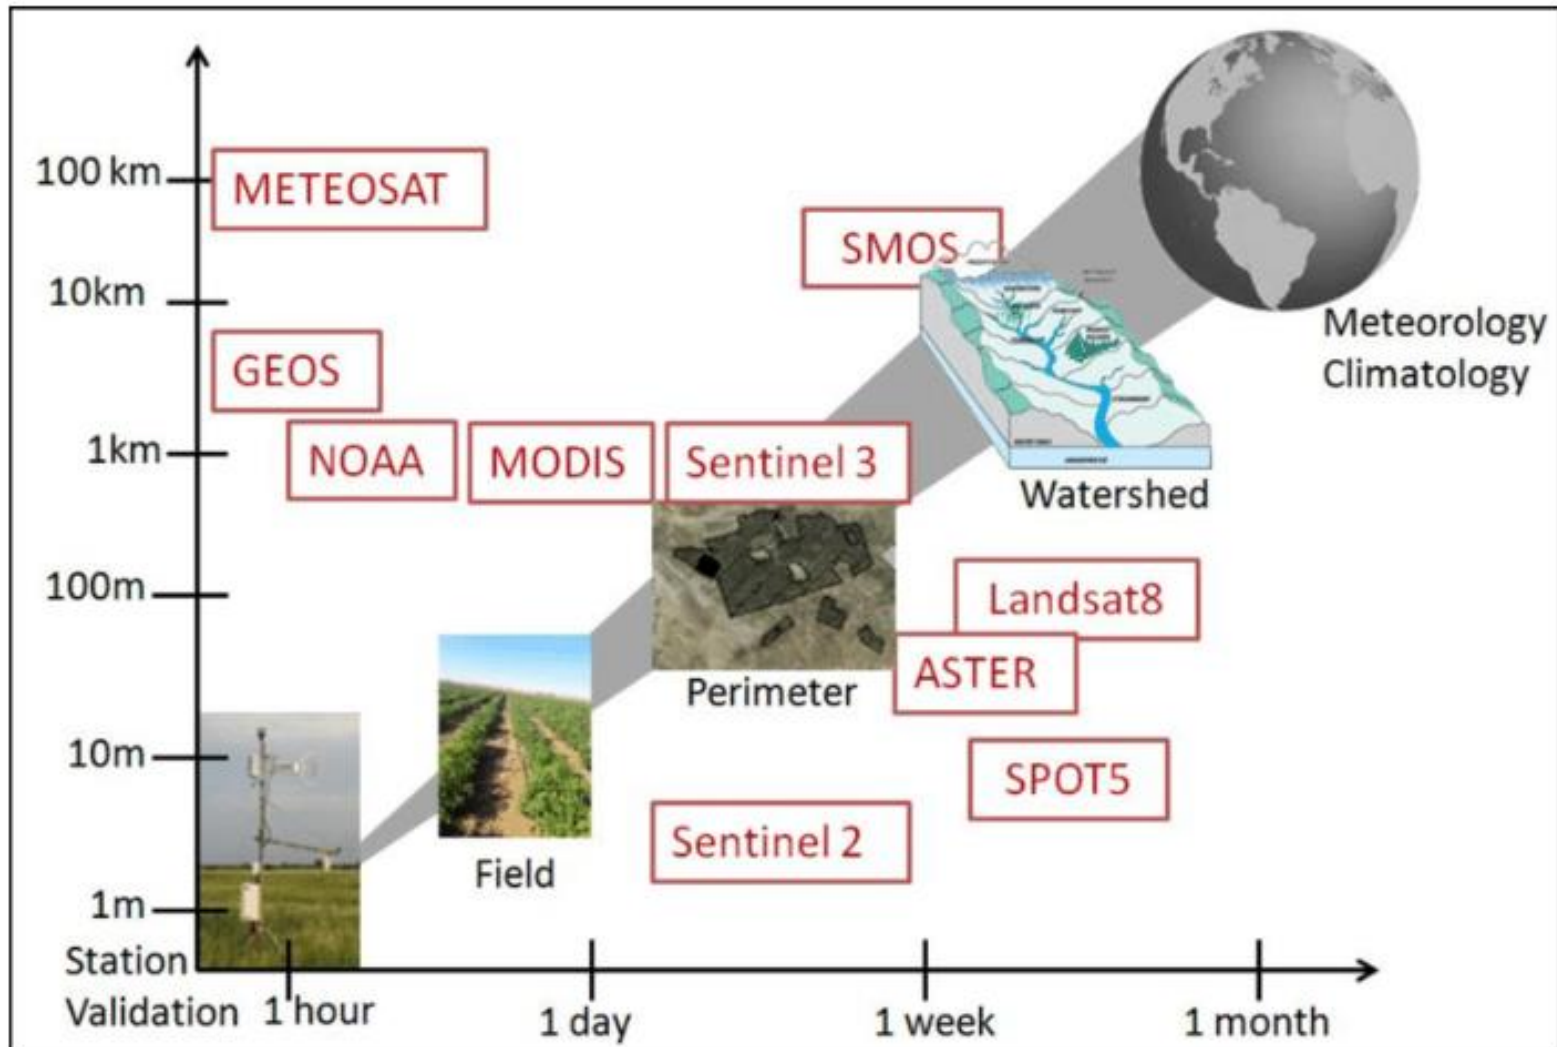 100 km
METEOSAT
SMOS
10km
Meteorology
Climatology
GEOS
1km
NOAA
MODIS
Sentinel 3
Watershed
100m
Landsat8
ASTER
Perimeter
10m
SPOT5
Sentinel 2
Field
1m
Station
Validation
1 hour
1 day
1 week
1 month